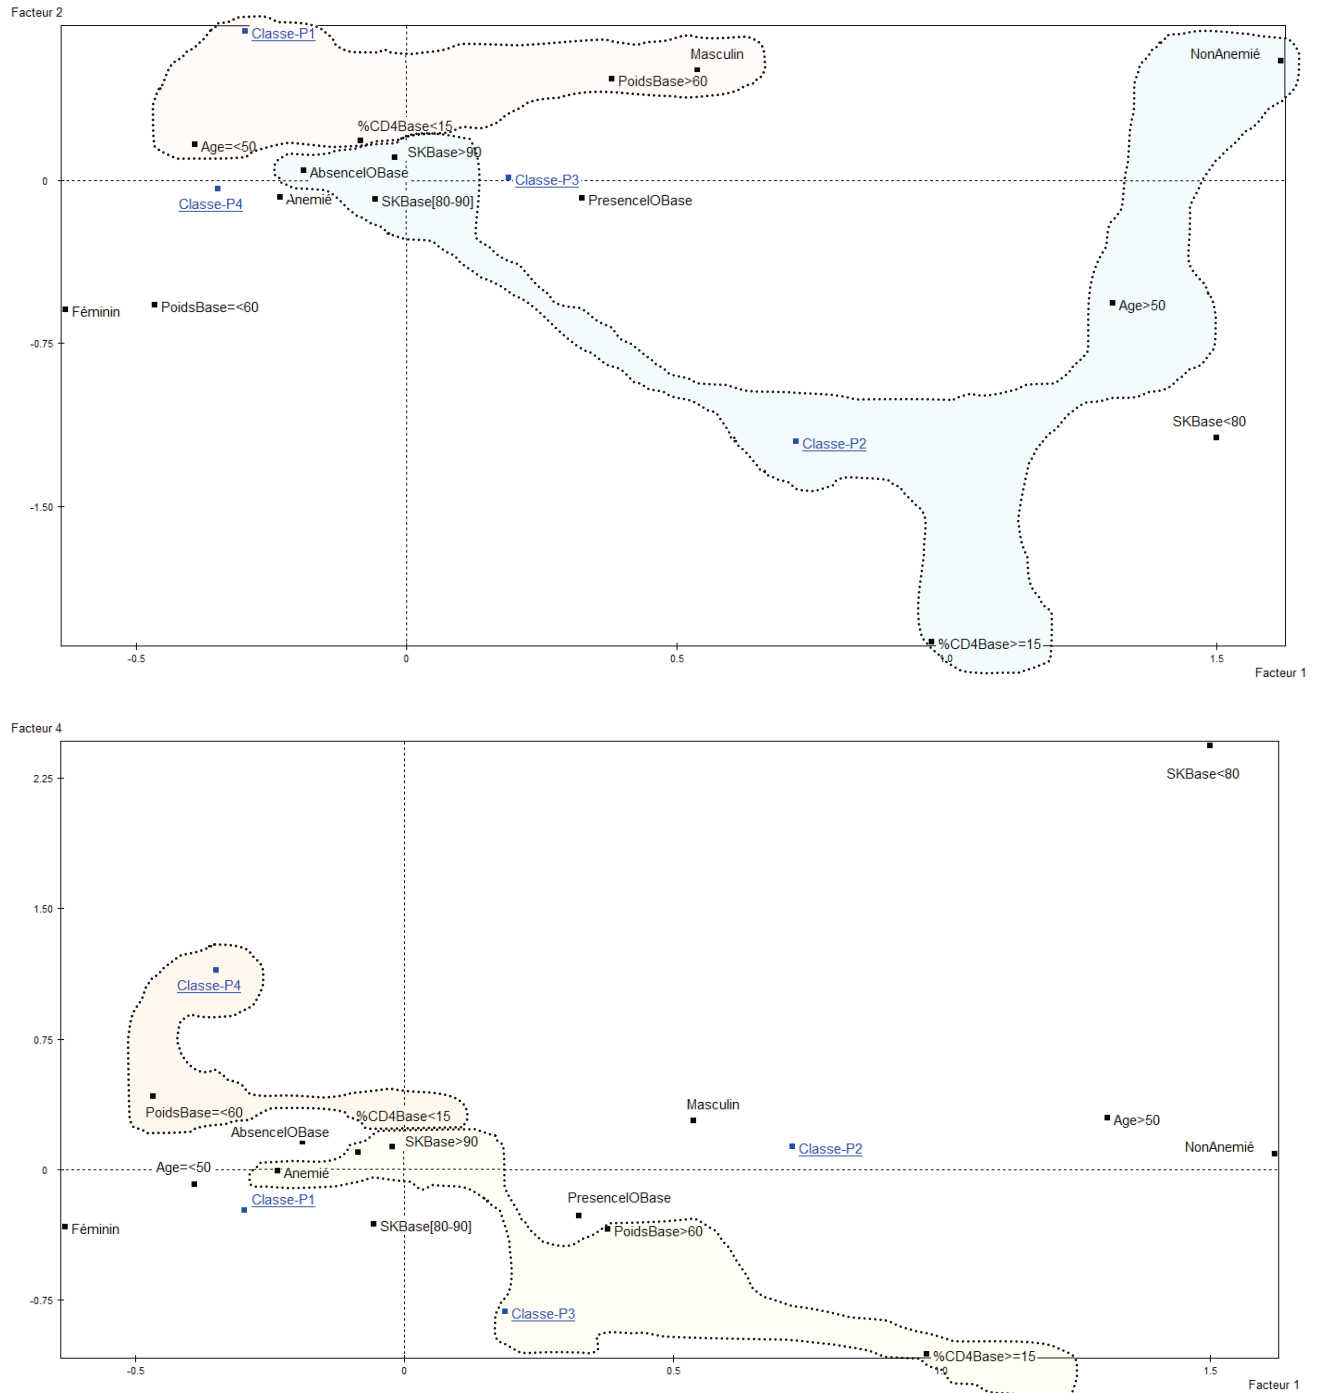 Facteur 2
Classe-P1
Masculin
NonAnemié
PoidsBase>60
%CD4Base<15
Age=<50
SKBase>90
AbsenceIOBase
Classe-P3
0
Anemié
SKBase[80-90]
PresenceIOBase
Classe-P4
Age>50
PoidsBase=<60
Féminin
-0.75
SKBase<80
Classe-P2
-1.50
%CD4Base>=15
-0.5
0
0.5
1.0
1.5
Facteur 1
Facteur 4
2.25
SKBase<80
1.50
Classe-P4
0.75
PoidsBase=<60
%CD4Base<15
Masculin
Age>50
AbsenceIOBase
SKBase>90
Classe-P2
NonAnemié
Age=<50
0
Anemié
Classe-P1
PresenceIOBase
Féminin
SKBase[80-90]
PoidsBase>60
-0.75
Classe-P3
%CD4Base>=15
-0.5
0
0.5
1.0
1.5
Facteur 1